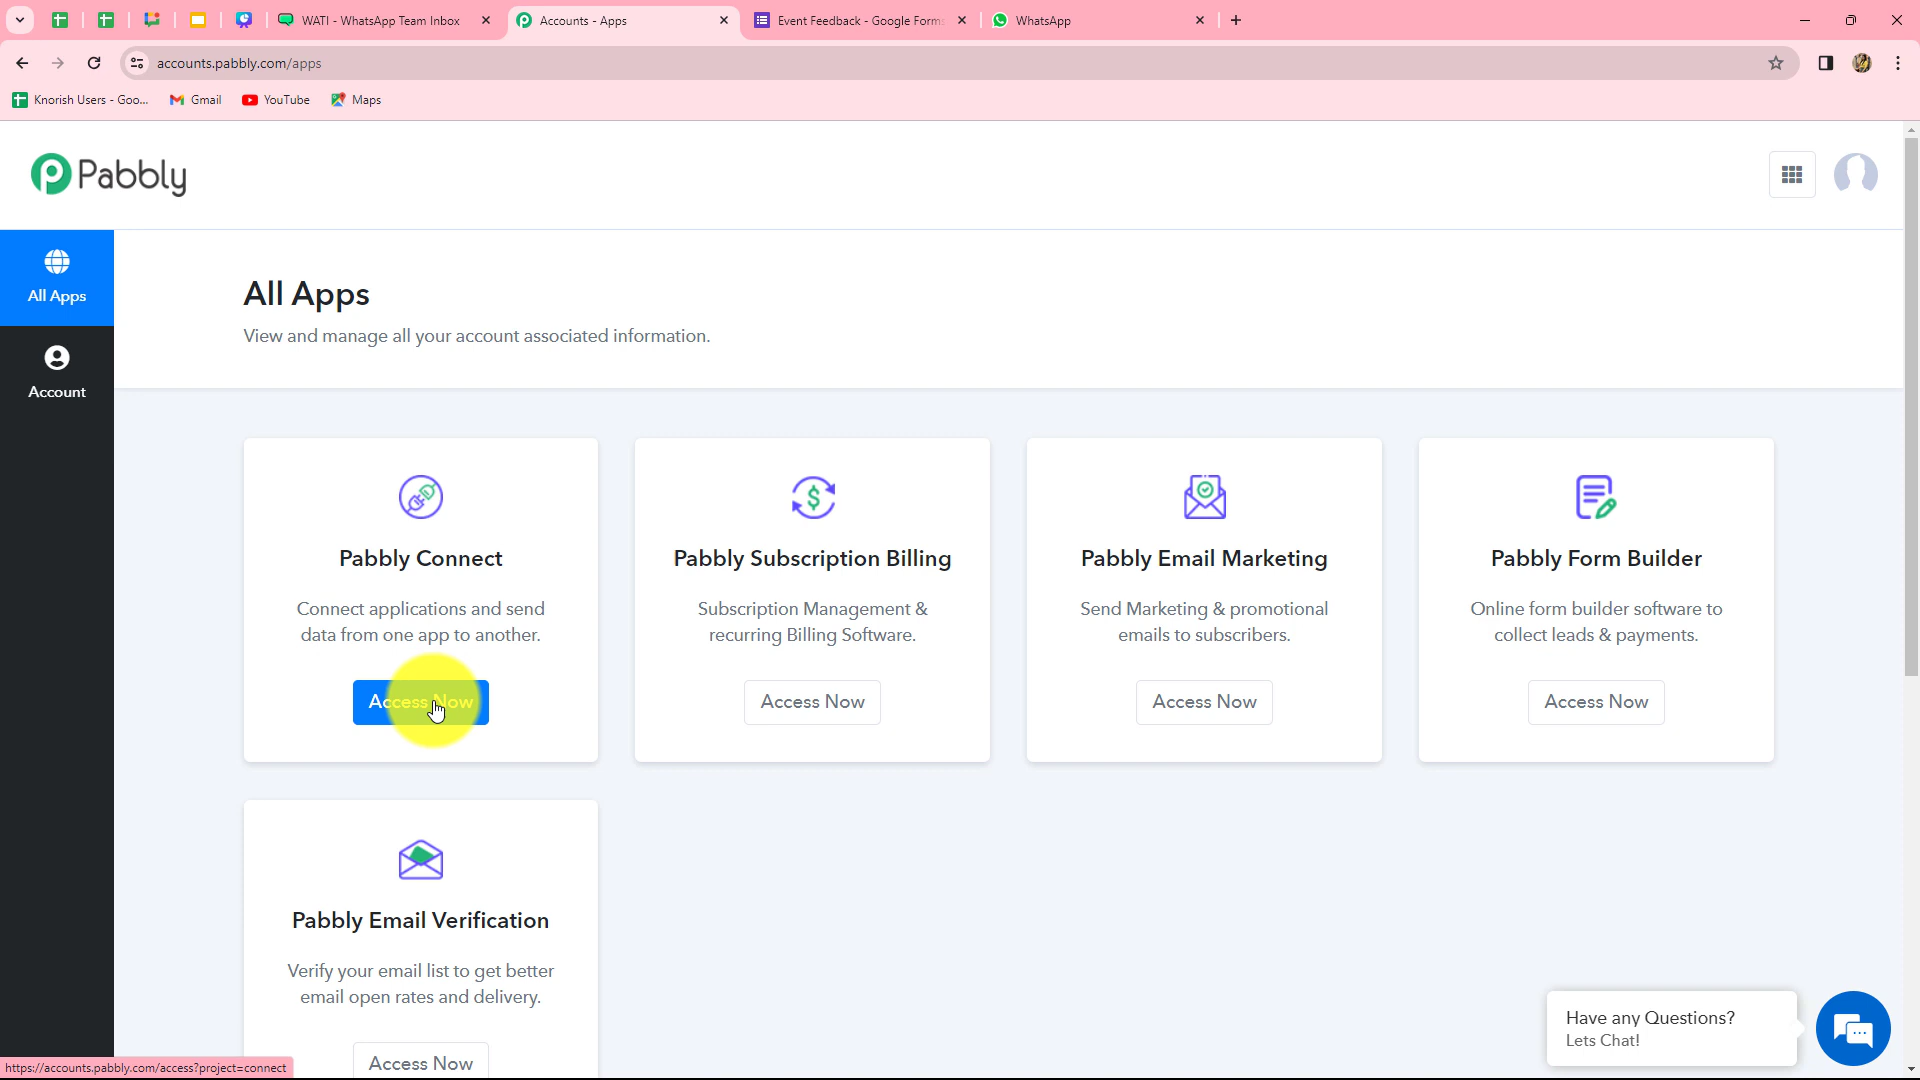 WATI - WhatsApp Team Inbox
Accounts - Apps
Event Feedback - Google Forms
WhatsApp
accounts.pabbly.com/apps
Knorish Users - Goo...
Gmail
YouTube
Maps
Pabbly
All Apps
Account
All Apps
View and manage all your account associated information.
Pabbly Connect
Connect applications and send
data from one app to another.
Access Now
Pabbly Subscription Billing
Subscription Management &
recurring Billing Software.
Access Now
Pabbly Email Marketing
Send Marketing & promotional
emails to subscribers.
Access Now
Pabbly Form Builder
Online form builder software to
collect leads & payments.
Access Now
Pabbly Email Verification
Verify your email list to get better
email open rates and delivery.
Access Now
Have any Questions?
Lets Chat!
https://accounts.pabbly.com/access?project=connect